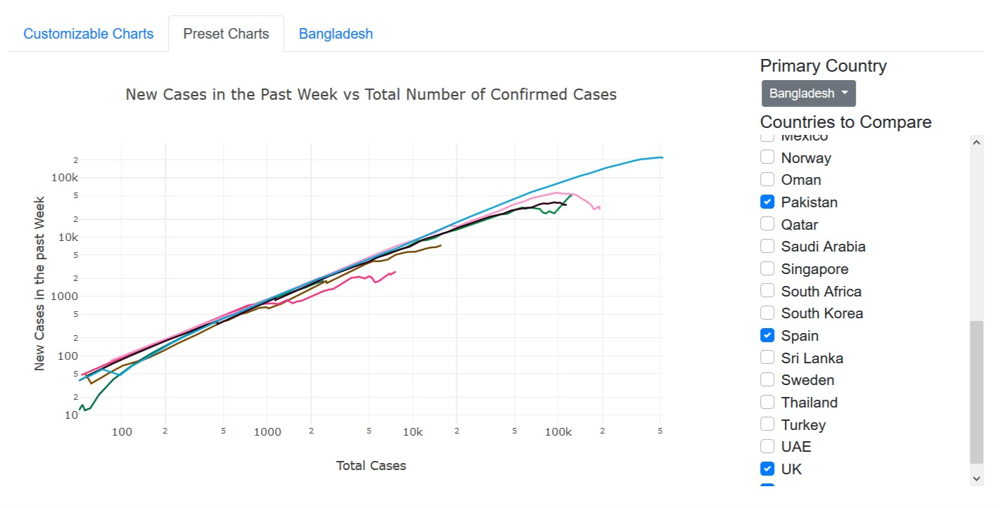 Customizable Charts Preset Charts Bangladesh
Primary Country
Bangladesh
Countries to Compare
Mexico
Norway
Oman
Pakistan
Qatar
Saudi Arabia
Singapore
South Africa
South Korea
Spain
Sri Lanka
Sweden
Thailand
Turkey
UAE
UK
New Cases in the Past Week vs Total Number of Confirmed Cases
New Cases in the past Week
2
100k
5
2
10k
5
2
1000
5
2
100
5
2
10
100 2 5 1000 2 5 10k 2 5 100k 2 5
Total Cases